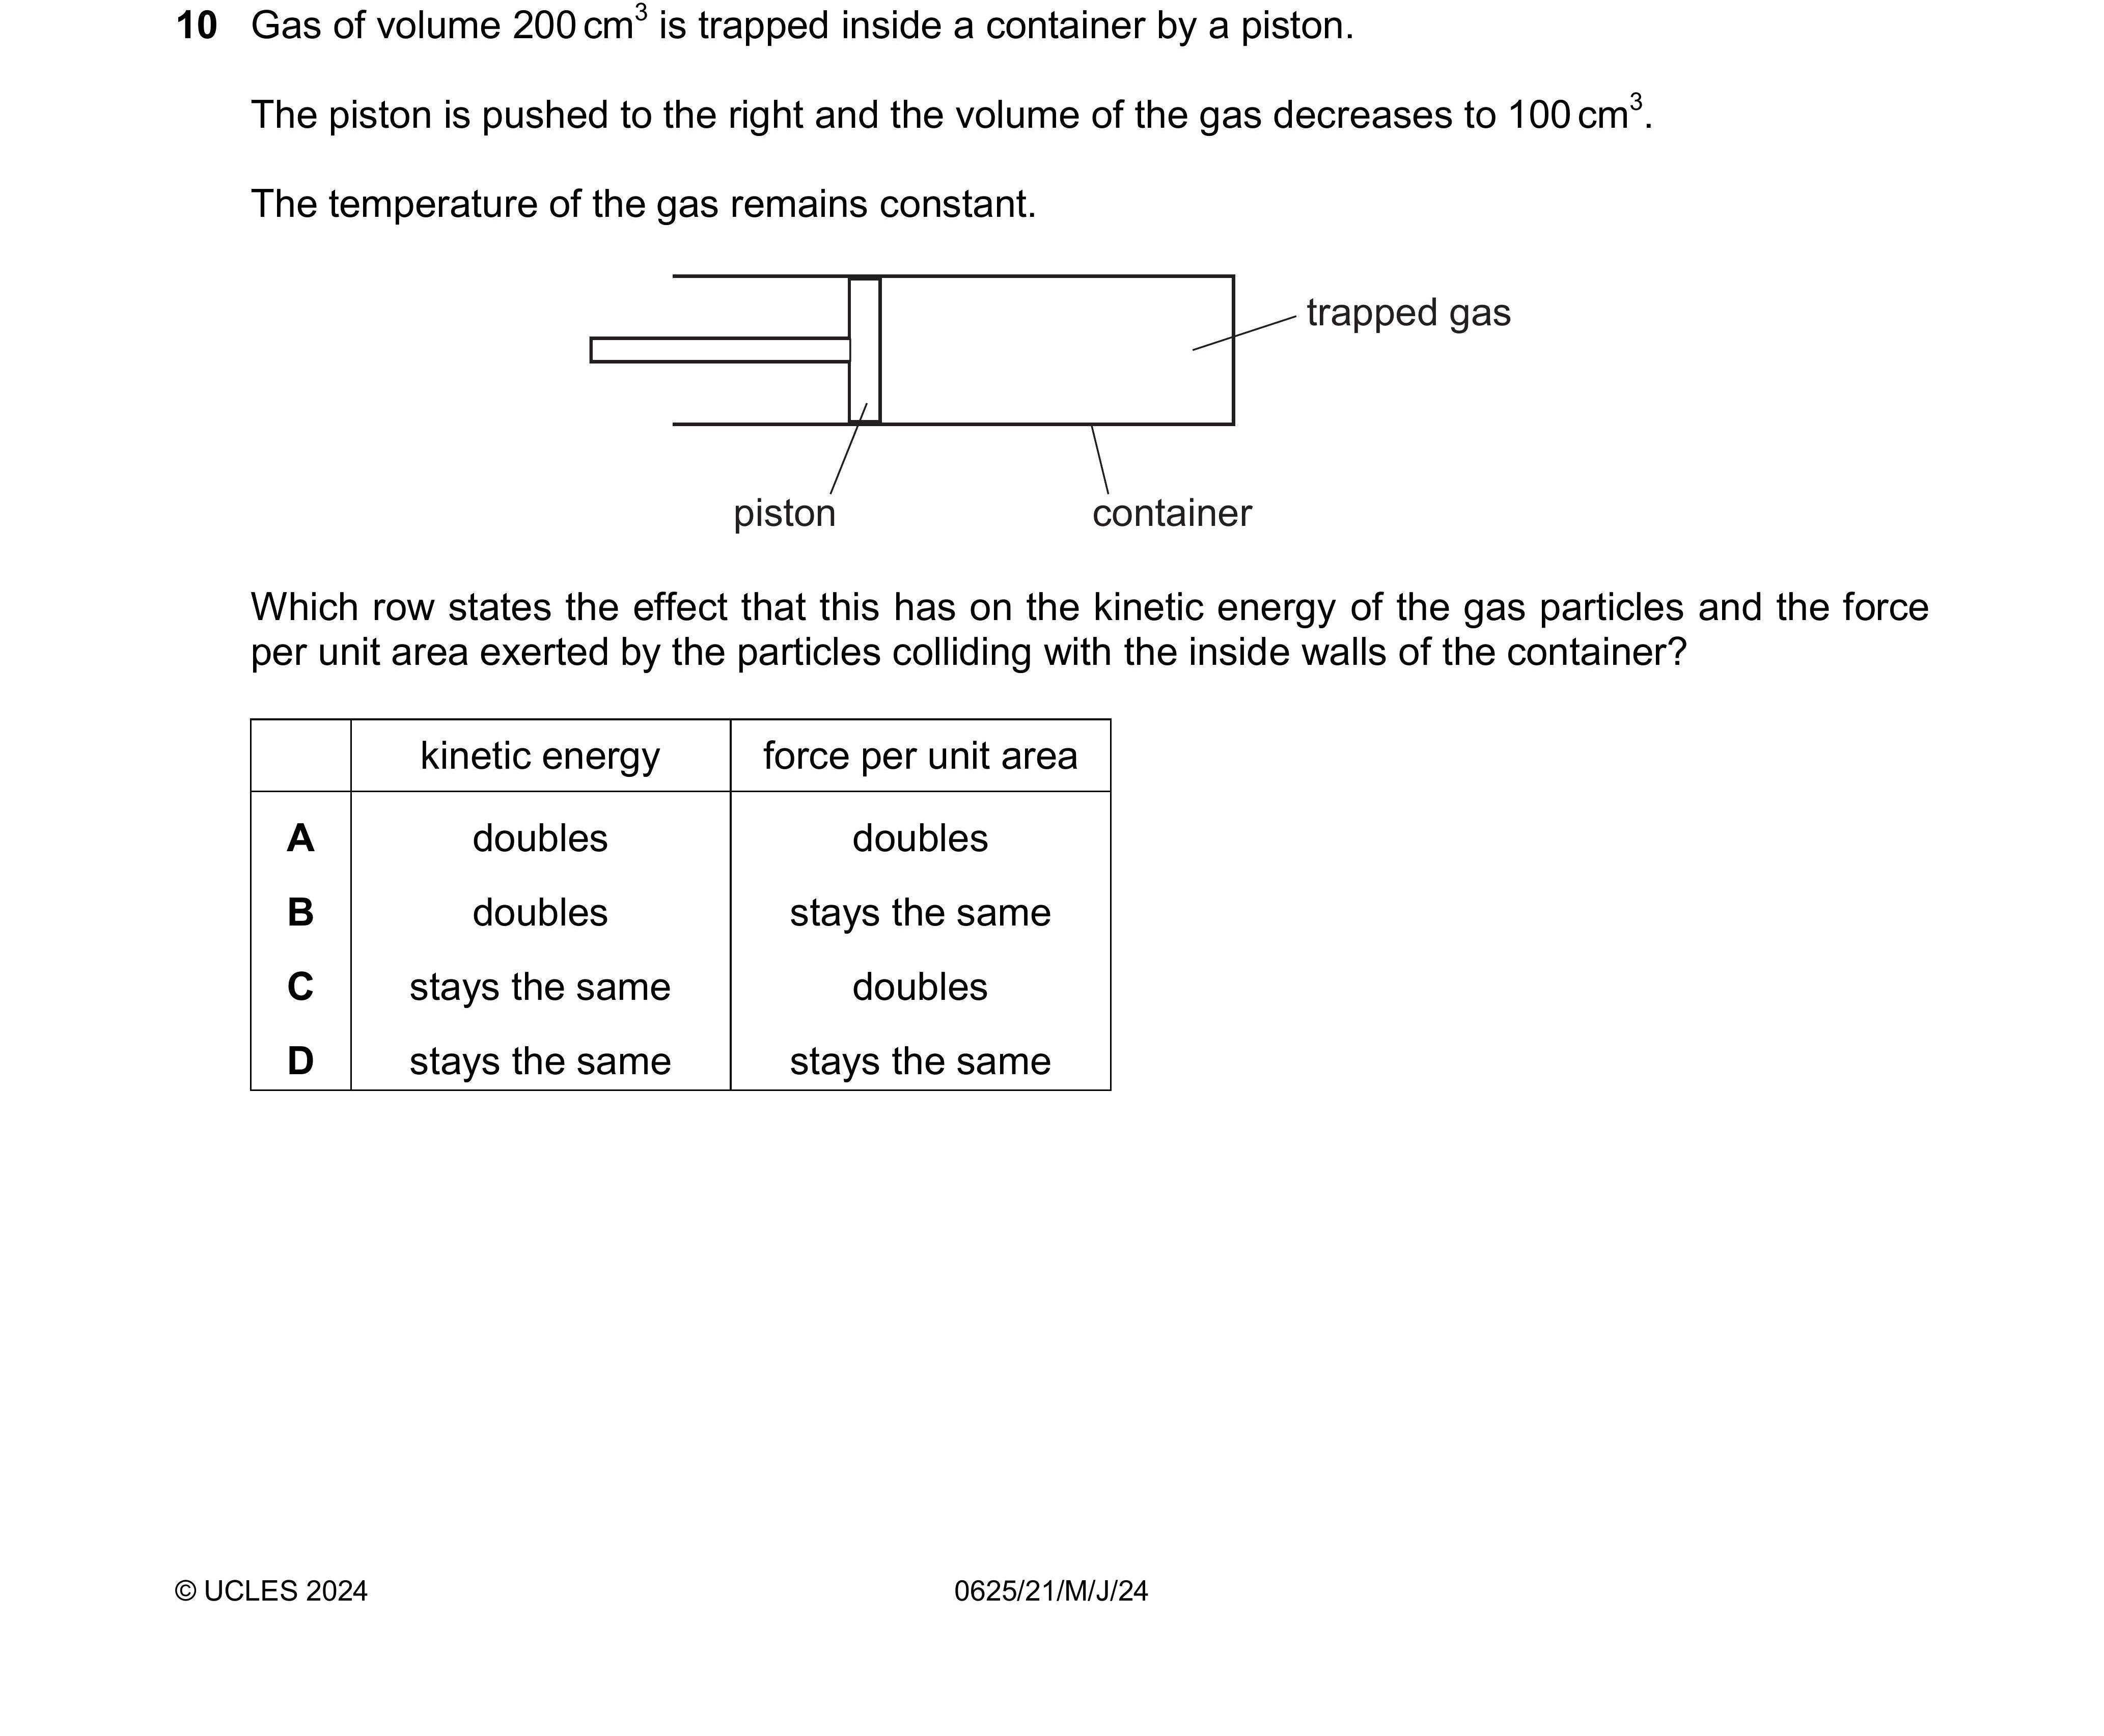 10 Gas of volume 200 cm³ is trapped inside a container by a piston.
The piston is pushed to the right and the volume of the gas decreases to 100 cm³.
The temperature of the gas remains constant.
trapped gas
piston
container
Which row states the effect that this has on the kinetic energy of the gas particles and the force
per unit area exerted by the particles colliding with the inside walls of the container?
kinetic energy force per unit area
A doubles doubles
B doubles stays the same
C stays the same doubles
D stays the same stays the same
© UCLES 2024 0625/21/M/J/24